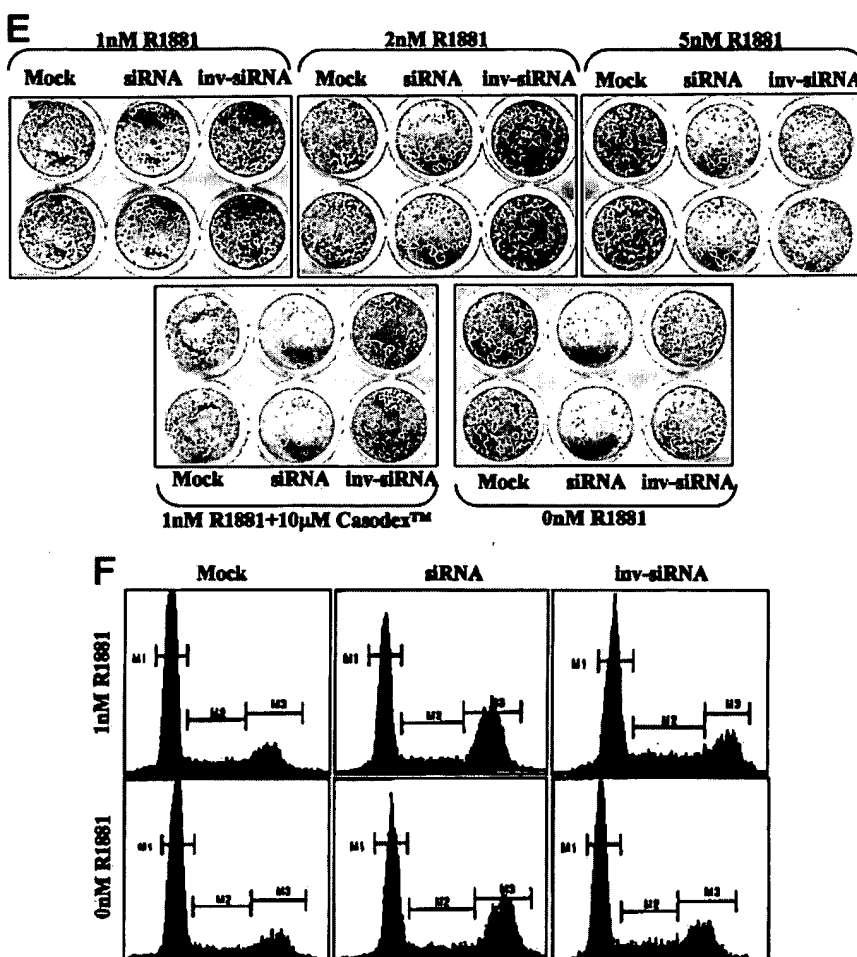 E
1nM R1881 2nM R1881 5nM R1881
Mock siRNA inv-siRNA Mock siRNA inv-siRNA Mock siRNA inv-siRNA
Mock siRNA inv-siRNA Mock siRNA inv-siRNA
1nM R1881+10µM Casodex™ 0nM R1881
F
Mock siRNA inv-siRNA
1nM R1881
M1 M2 M3 M1 M2 M3 M1 M2 M3
0nM R1881
M1 M2 M3 M1 M2 M3 M1 M2 M3